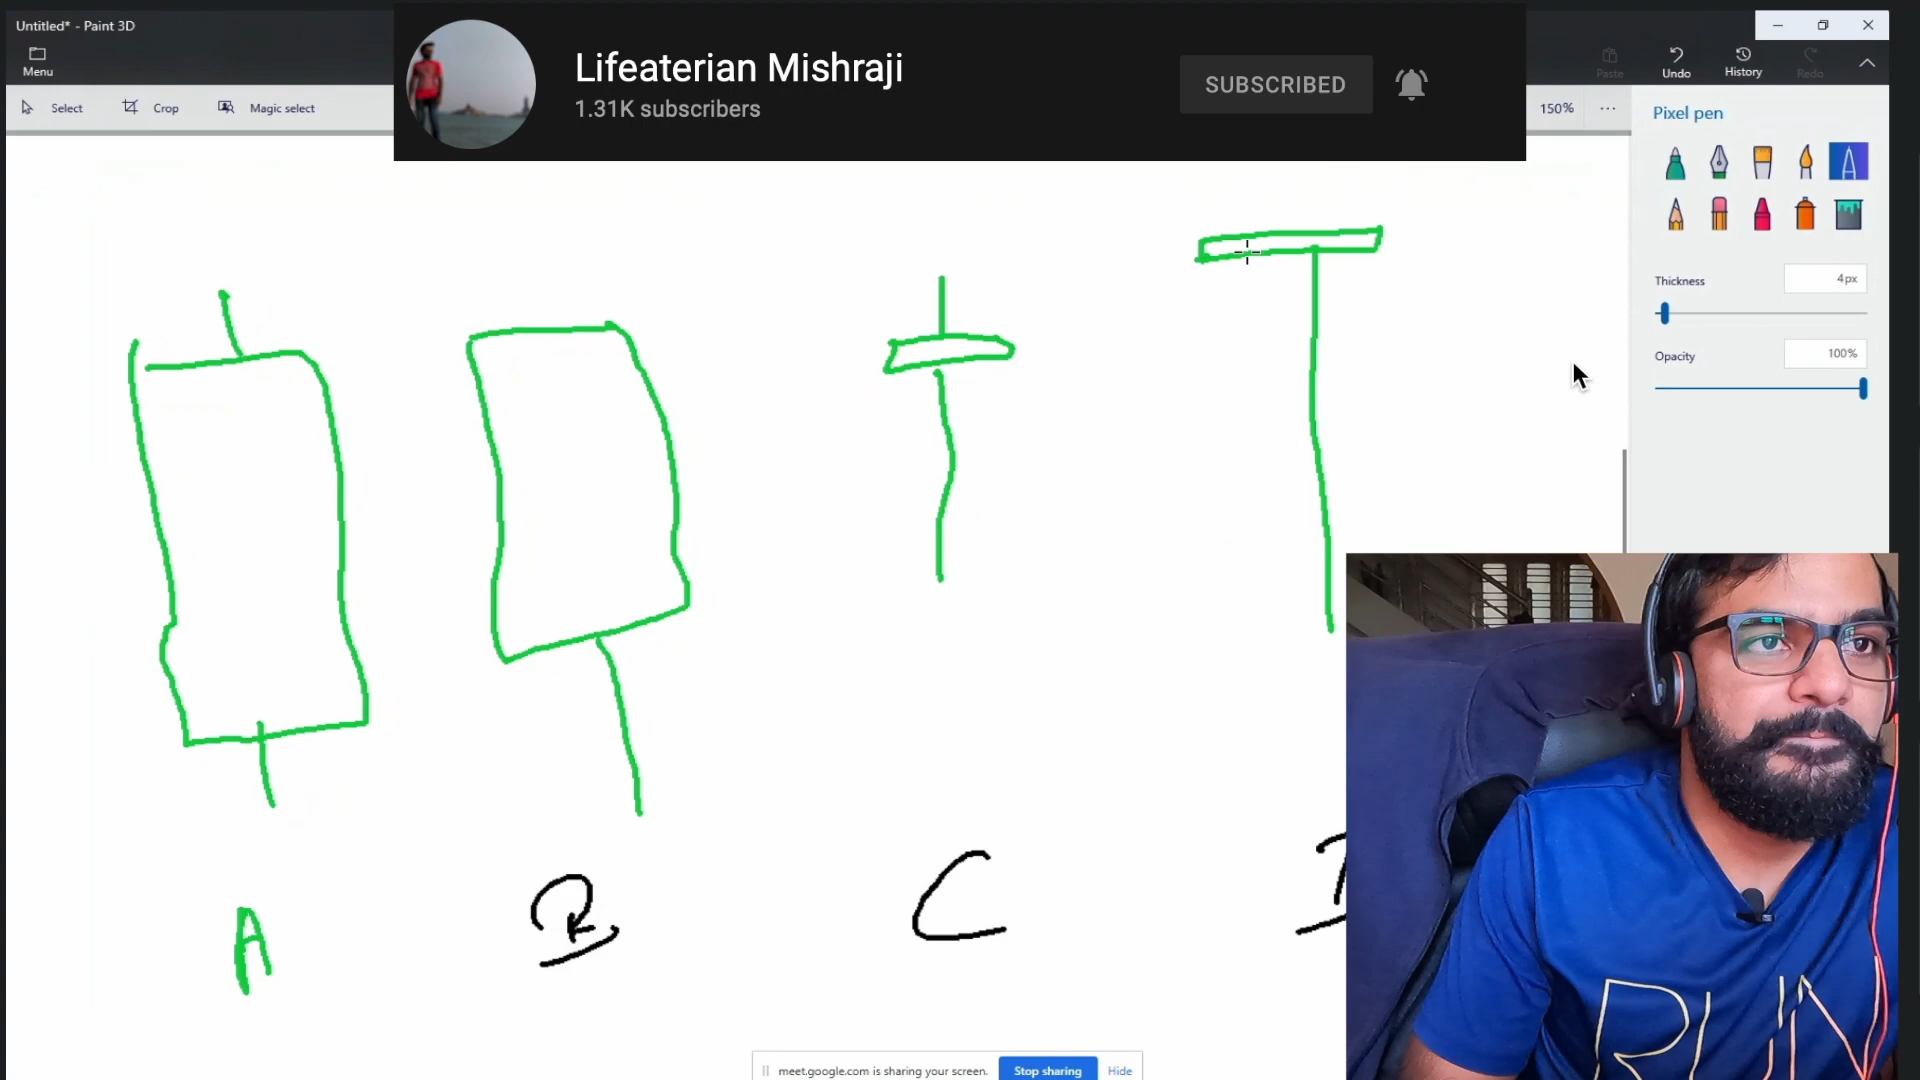 Untitled* - Paint 3D
Menu
Lifeaterian Mishraji
1.31K subscribers
SUBSCRIBED
Paste
Undo
History
Redo
Select
Crop
Magic select
150%
Pixel pen
Thickness
4px
Opacity
100%
A
B
C
RUN
meet.google.com is sharing your screen.
Stop sharing
Hide